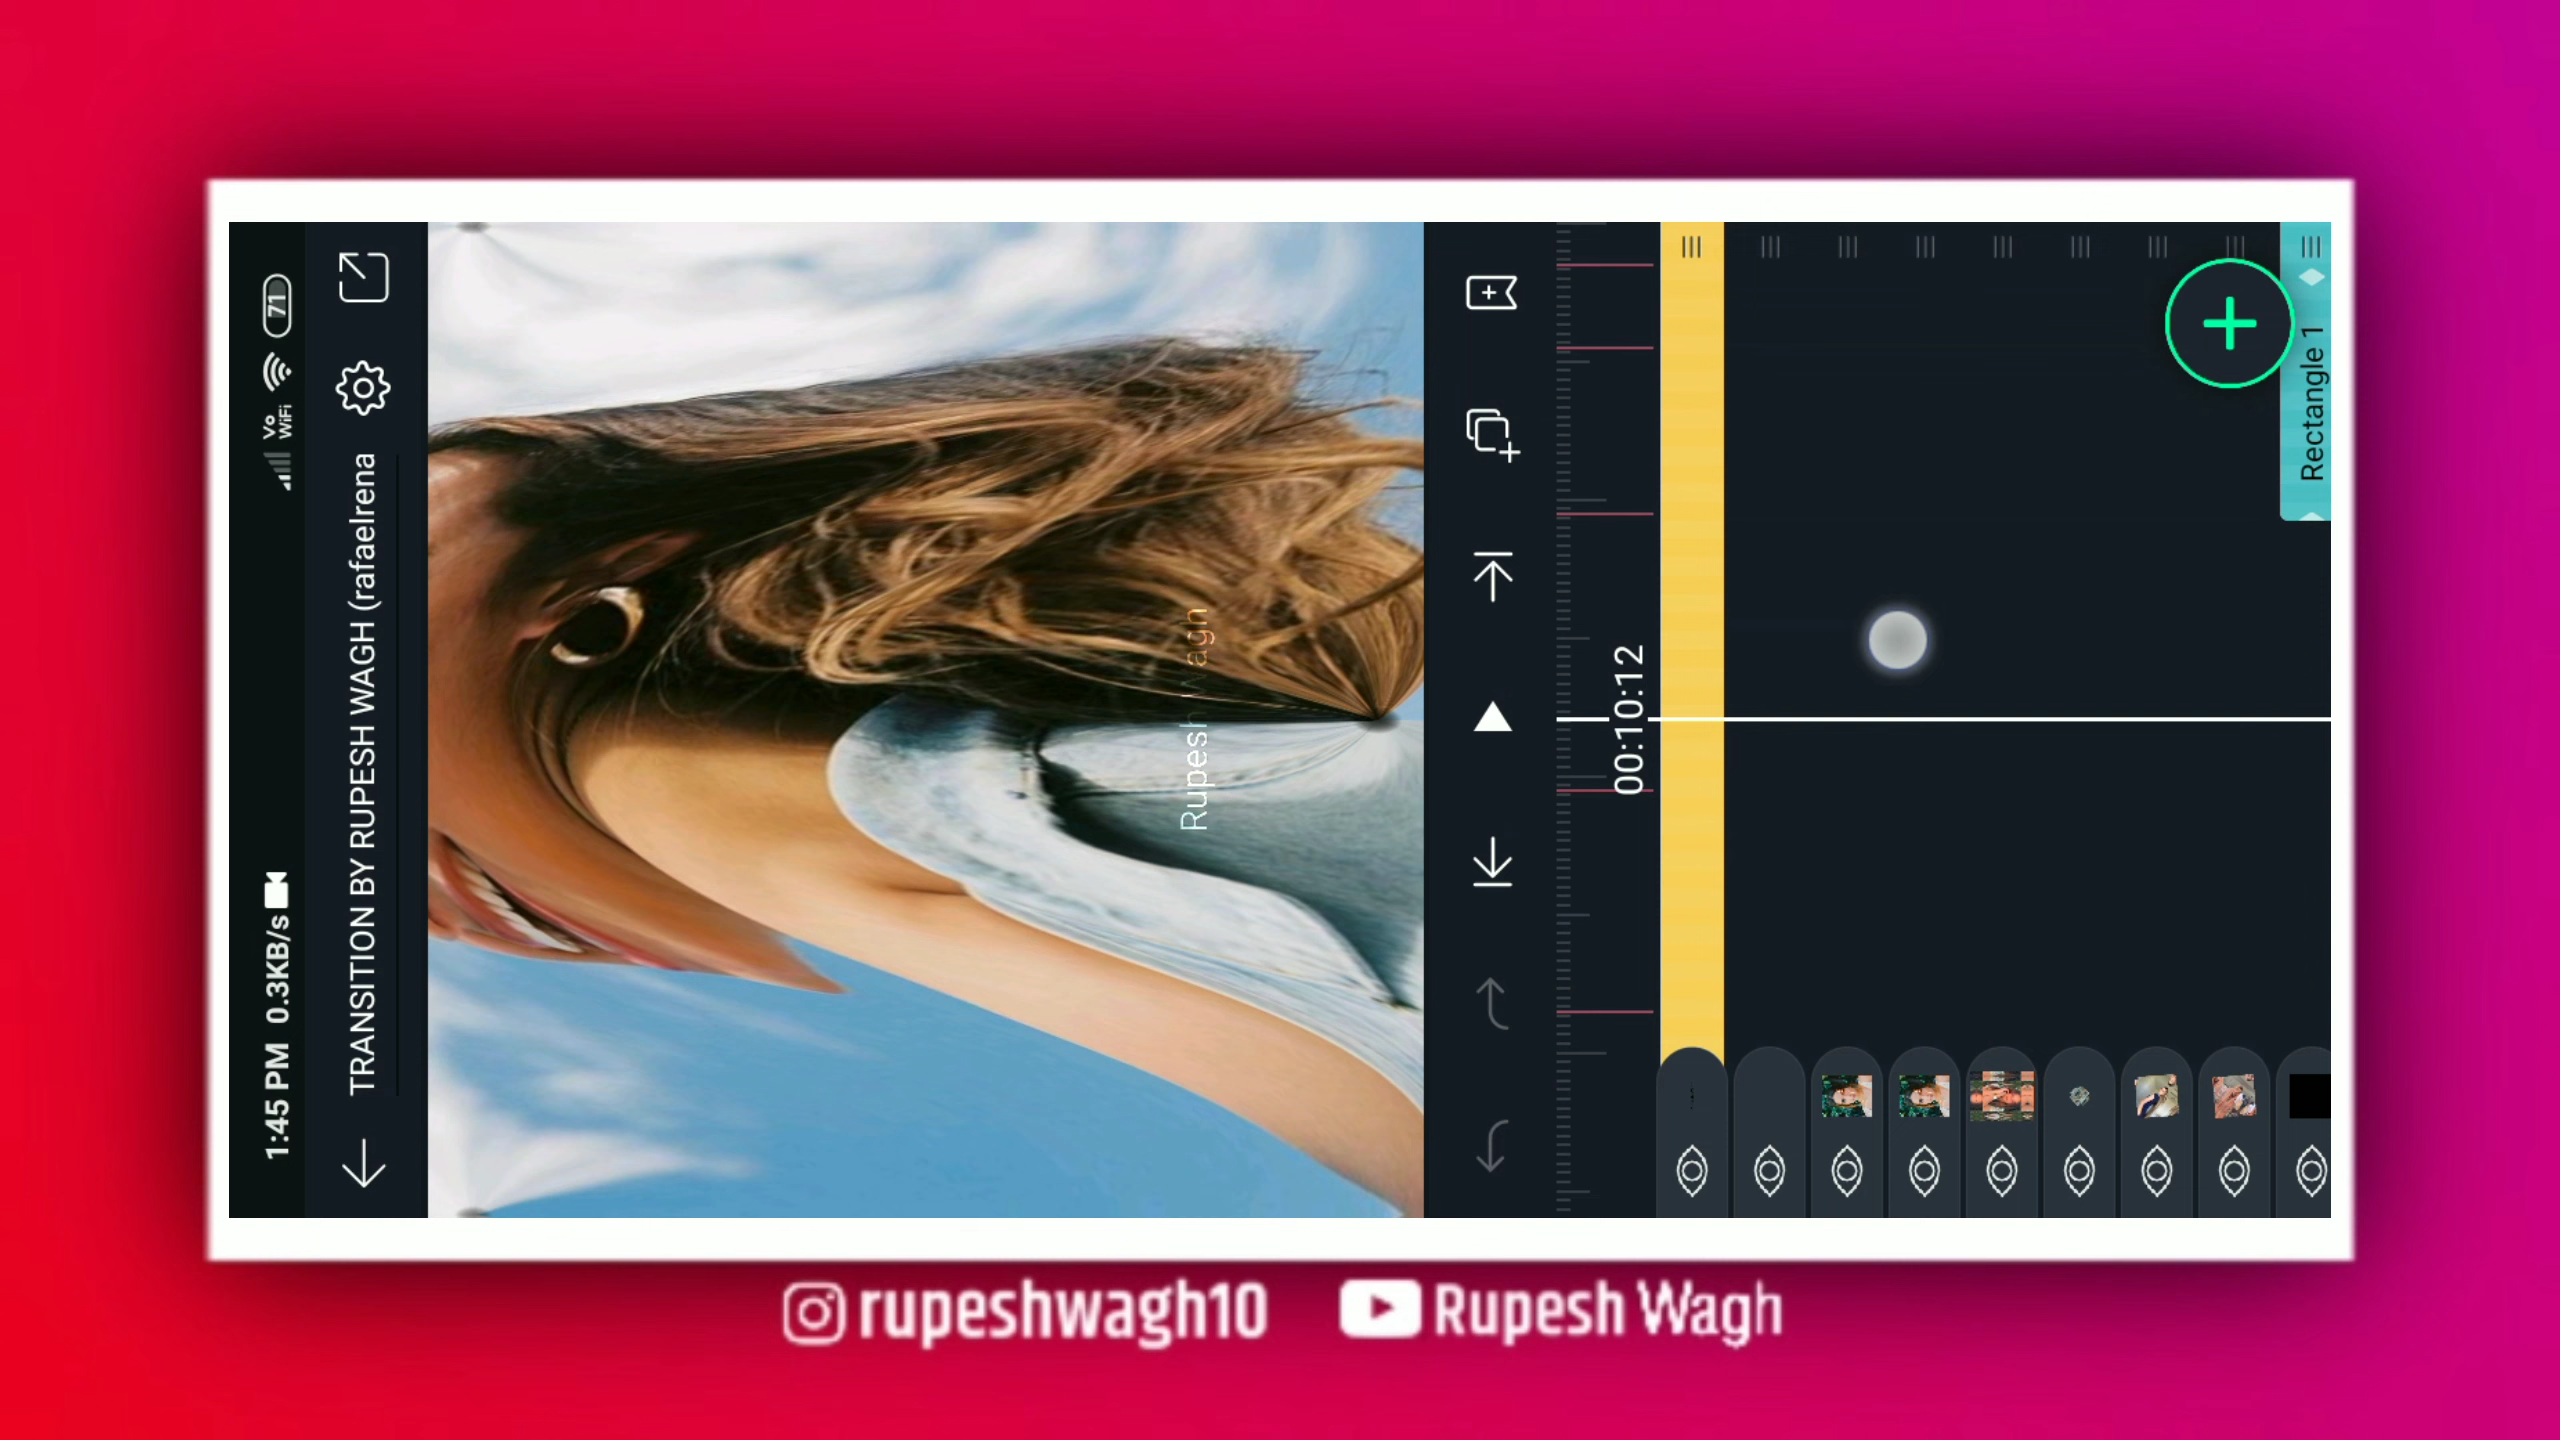 1:45 PM 0.3KB/s
Vo WiFi
71
TRANSITION BY RUPESH WAGH (rafaelrena
Rupesh Wagh
00:10:12
Rectangle 1
rupeshwagh10
Rupesh Wagh